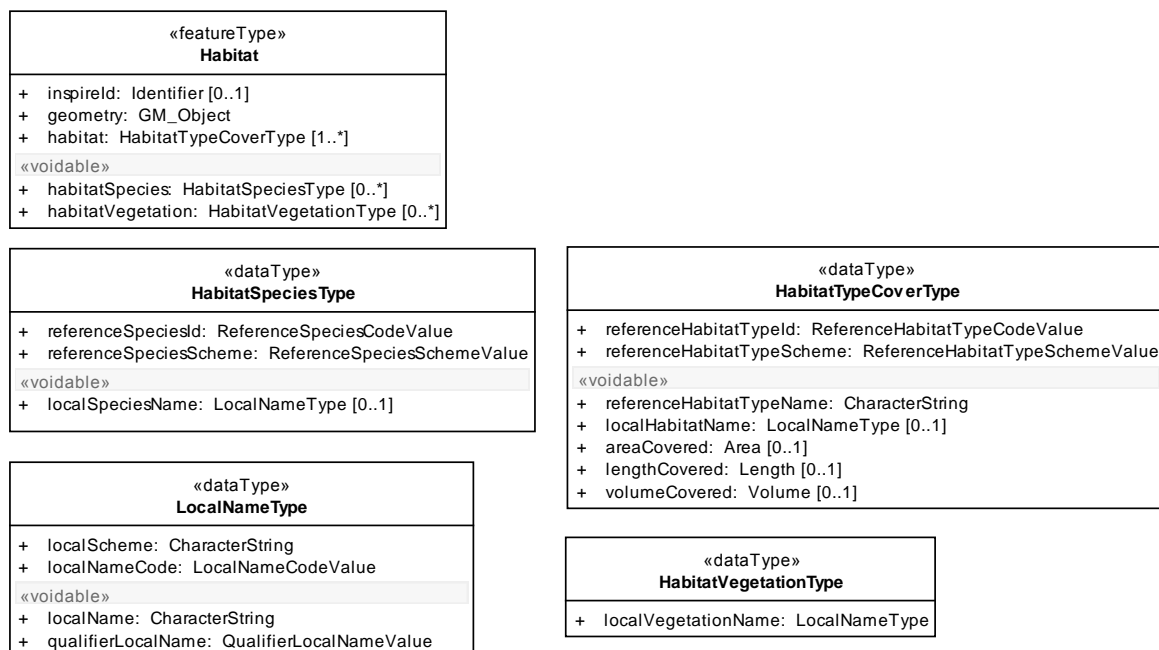 «featureType»
Habitat
+ inspireId: Identifier [0..1]
+ geometry: GM_Object
+ habitat: HabitatTypeCoverType [1..*]
«voidable»
+ habitatSpecies: HabitatSpeciesType [0..*]
+ habitatVegetation: HabitatVegetationType [0..*]
«dataType»
HabitatSpeciesType
+ referenceSpeciesId: ReferenceSpeciesCodeValue
+ referenceSpeciesScheme: ReferenceSpeciesSchemeValue
«voidable»
+ localSpeciesName: LocalNameType [0..1]
«dataType»
HabitatTypeCoverType
+ referenceHabitatTypeId: ReferenceHabitatTypeCodeValue
+ referenceHabitatTypeScheme: ReferenceHabitatTypeSchemeValue
«voidable»
+ referenceHabitatTypeName: CharacterString
+ localHabitatName: LocalNameType [0..1]
+ areaCovered: Area [0..1]
+ lengthCovered: Length [0..1]
+ volumeCovered: Volume [0..1]
«dataType»
LocalNameType
+ localScheme: CharacterString
+ localNameCode: LocalNameCodeValue
«voidable»
+ localName: CharacterString
+ qualifierLocalName: QualifierLocalNameValue
«dataType»
HabitatVegetationType
+ localVegetationName: LocalNameType